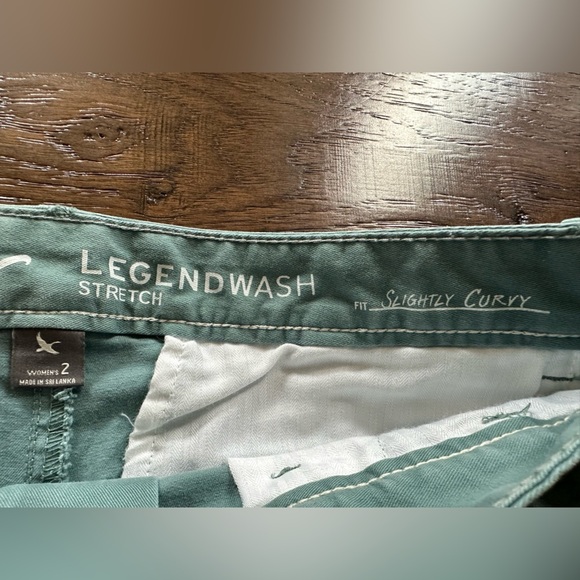 LEGENDWASH
STRETCH
FIT SLIGHTLY CURVY
WOMEN'S 2
MADE IN SRI LANKA